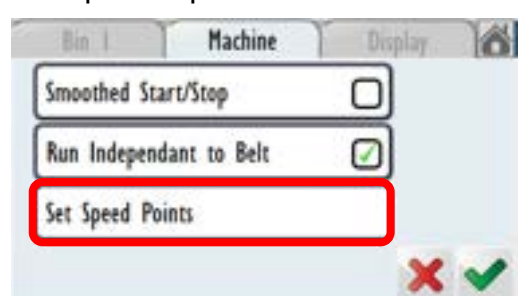 Bin 1 Machine Display
Smoothed Start/Stop
Run Independant to Belt
Set Speed Points